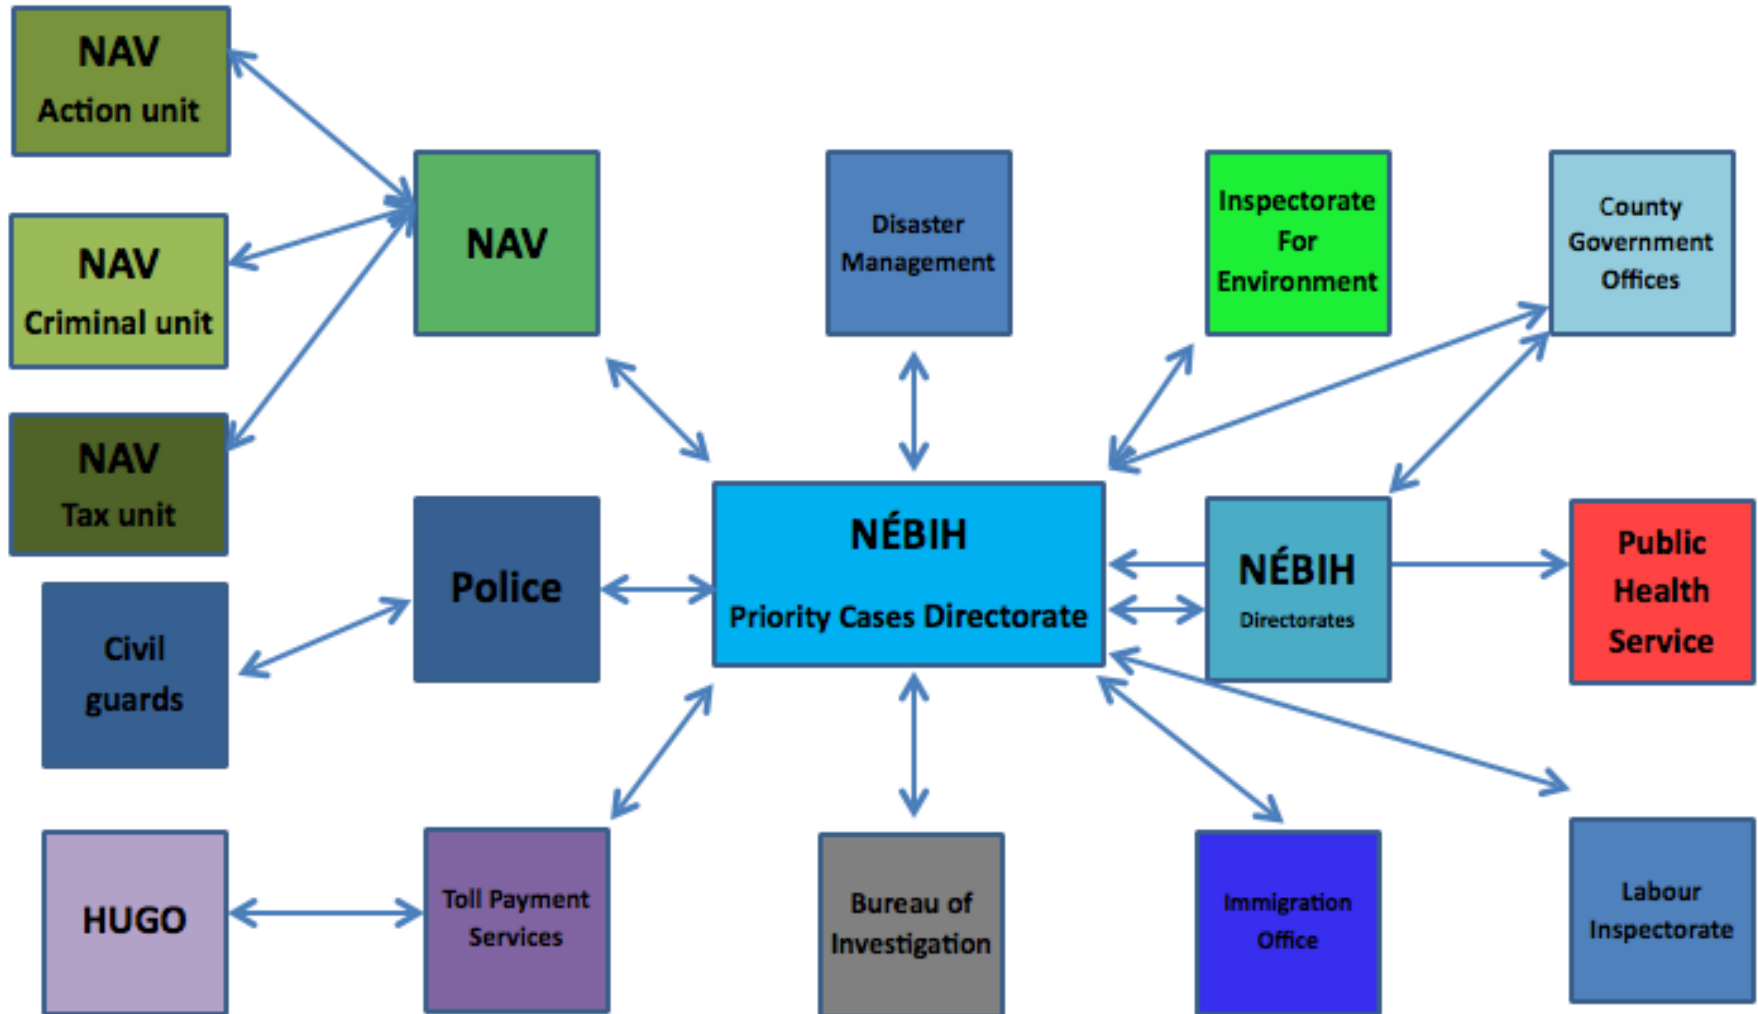 NAV
Action unit
NAV
Criminal unit
NAV
Tax unit
NAV
Disaster
Management
Inspectorate
For
Environment
County
Government
Offices
Civil
guards
Police
NÉBIH
Priority Cases Directorate
NÉBIH
Directorates
Public
Health
Service
HUGO
Toll Payment
Services
Bureau of
Investigation
Immigration
Office
Labour
Inspectorate